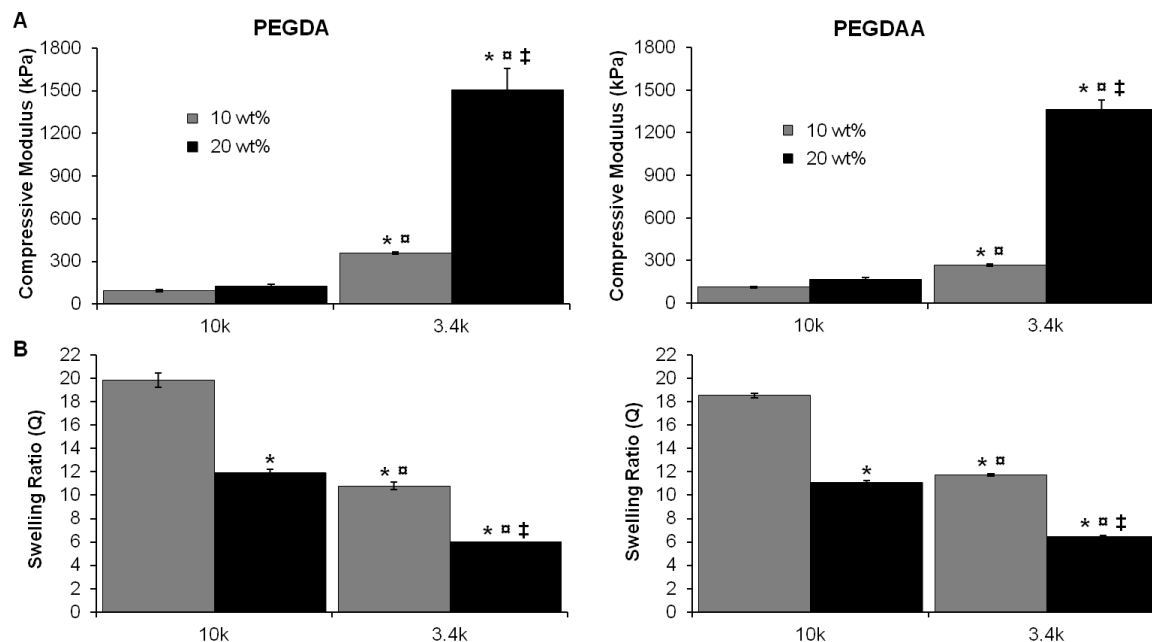 A
PEGDA
PEGDAA
Compressive Modulus (kPa)
1800
1500
1200
900
600
300
0
10 wt%
20 wt%
* ¤
* ¤ ‡
10k
3.4k
Compressive Modulus (kPa)
1800
1500
1200
900
600
300
0
10 wt%
20 wt%
* ¤
* ¤ ‡
10k
3.4k
B
Swelling Ratio (Q)
22
20
18
16
14
12
10
8
6
4
2
0
*
* ¤
* ¤ ‡
10k
3.4k
Swelling Ratio (Q)
22
20
18
16
14
12
10
8
6
4
2
0
*
* ¤
* ¤ ‡
10k
3.4k